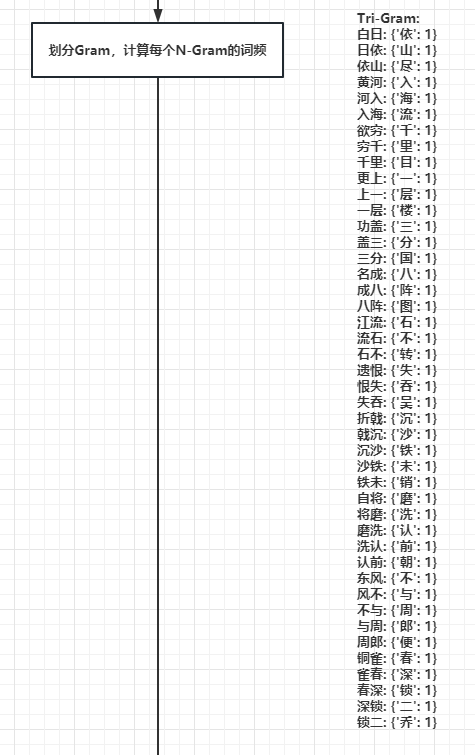 划分Gram，计算每个N-Gram的词频
Tri-Gram:
白日: {'依': 1}
日依: {'山': 1}
依山: {'尽': 1}
黄河: {'入': 1}
河入: {'海': 1}
入海: {'流': 1}
欲穷: {'千': 1}
穷千: {'里': 1}
千里: {'目': 1}
更上: {'一': 1}
上一: {'层': 1}
一层: {'楼': 1}
功盖: {'三': 1}
盖三: {'分': 1}
三分: {'国': 1}
名成: {'八': 1}
成八: {'阵': 1}
八阵: {'图': 1}
江流: {'石': 1}
流石: {'不': 1}
石不: {'转': 1}
遗恨: {'失': 1}
恨失: {'吞': 1}
失吞: {'吴': 1}
折戟: {'沉': 1}
戟沉: {'沙': 1}
沉沙: {'铁': 1}
沙铁: {'未': 1}
铁未: {'销': 1}
自将: {'磨': 1}
将磨: {'洗': 1}
磨洗: {'认': 1}
洗认: {'前': 1}
认前: {'朝': 1}
东风: {'不': 1}
风不: {'与': 1}
不与: {'周': 1}
与周: {'郎': 1}
周郎: {'便': 1}
铜雀: {'春': 1}
雀春: {'深': 1}
春深: {'锁': 1}
深锁: {'二': 1}
锁二: {'乔': 1}